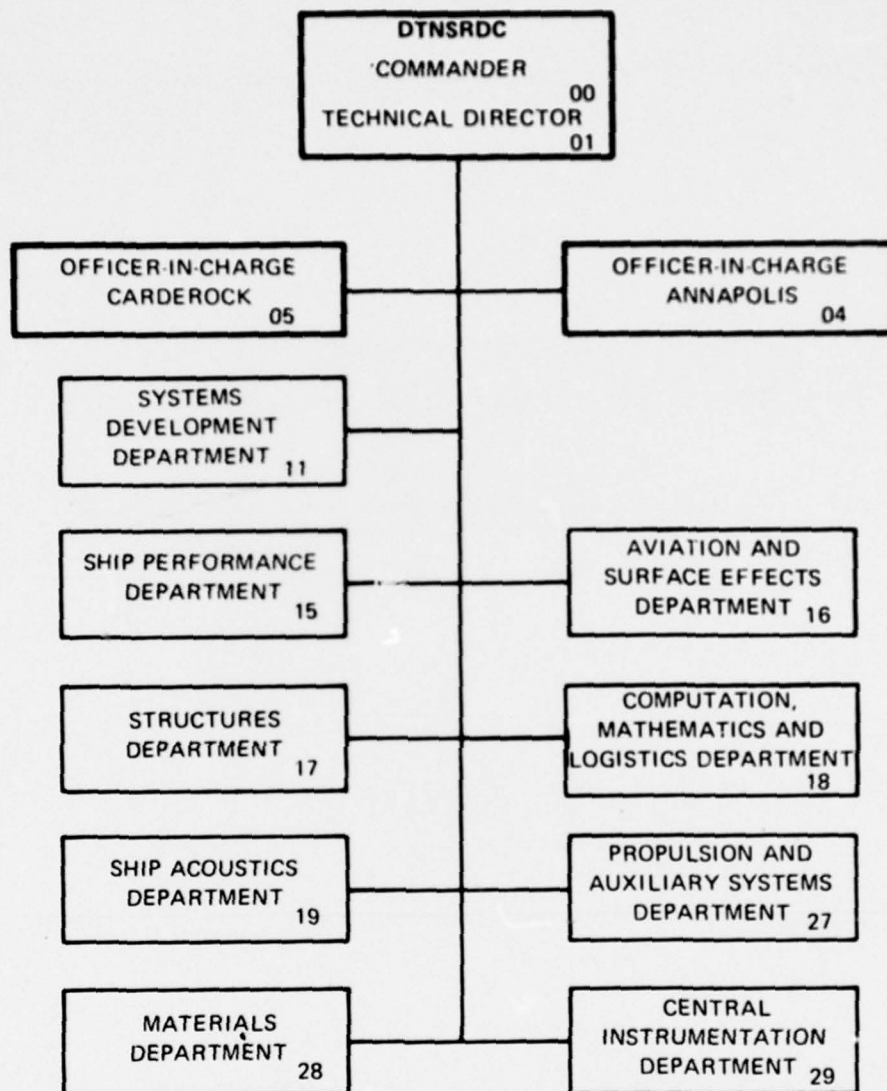 DTNSRDC
COMMANDER
00
TECHNICAL DIRECTOR
01
OFFICER-IN-CHARGE
CARDEROCK
05
OFFICER-IN-CHARGE
ANNAPOLIS
04
SYSTEMS
DEVELOPMENT
DEPARTMENT
11
SHIP PERFORMANCE
DEPARTMENT
15
AVIATION AND
SURFACE EFFECTS
DEPARTMENT
16
STRUCTURES
DEPARTMENT
17
COMPUTATION,
MATHEMATICS AND
LOGISTICS DEPARTMENT
18
SHIP ACOUSTICS
DEPARTMENT
19
PROPULSION AND
AUXILIARY SYSTEMS
DEPARTMENT
27
MATERIALS
DEPARTMENT
28
CENTRAL
INSTRUMENTATION
DEPARTMENT
29